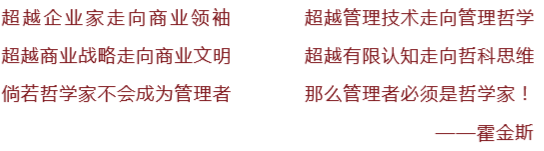 超越企业家走向商业领袖 超越管理技术走向管理哲学
超越商业战略走向商业文明 超越有限认知走向哲科思维
倘若哲学家不会成为管理者 那么管理者必须是哲学家！
——霍金斯